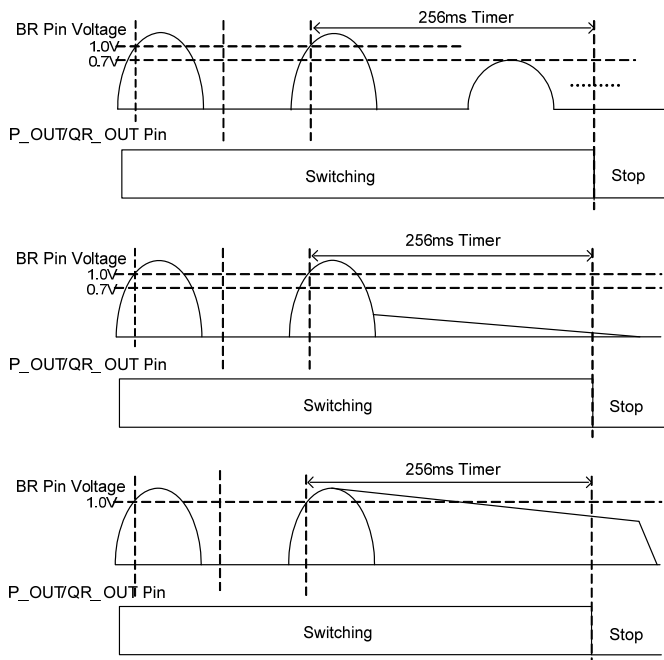 256ms Timer
BR Pin Voltage
1.0V
0.7V
P_OUT/QR_OUT Pin
Switching
Stop
256ms Timer
BR Pin Voltage
1.0V
0.7V
P_OUT/QR_OUT Pin
Switching
Stop
256ms Timer
BR Pin Voltage
1.0V
P_OUT/QR_OUT Pin
Switching
Stop